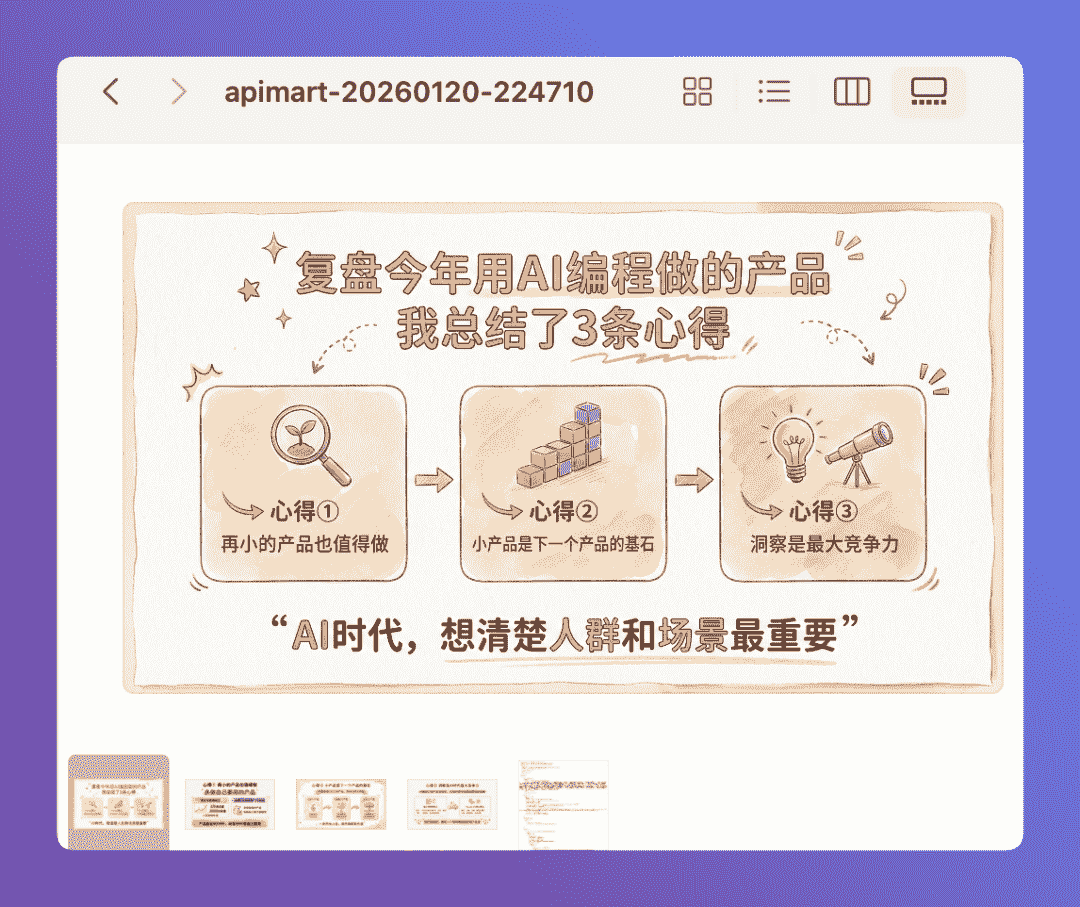 apimart-20260120-224710
复盘今年用AI编程做的产品
我总结了3条心得
心得①
再小的产品也值得做
心得②
小产品是下一个产品的基石
心得③
洞察是最大竞争力
“AI时代，想清楚人群和场景最重要”